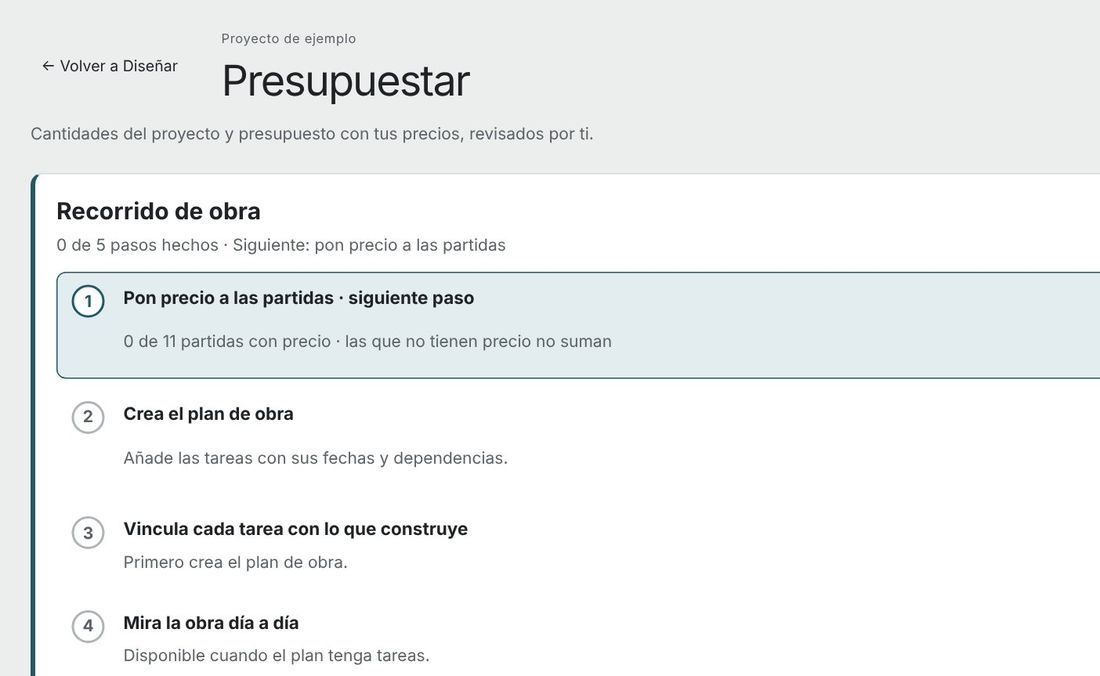 Proyecto de ejemplo
← Volver a Diseñar
Presupuestar
Cantidades del proyecto y presupuesto con tus precios, revisados por ti.
Recorrido de obra
0 de 5 pasos hechos · Siguiente: pon precio a las partidas
1 Pon precio a las partidas · siguiente paso
0 de 11 partidas con precio · las que no tienen precio no suman
2 Crea el plan de obra
Añade las tareas con sus fechas y dependencias.
3 Vincula cada tarea con lo que construye
Primero crea el plan de obra.
4 Mira la obra día a día
Disponible cuando el plan tenga tareas.